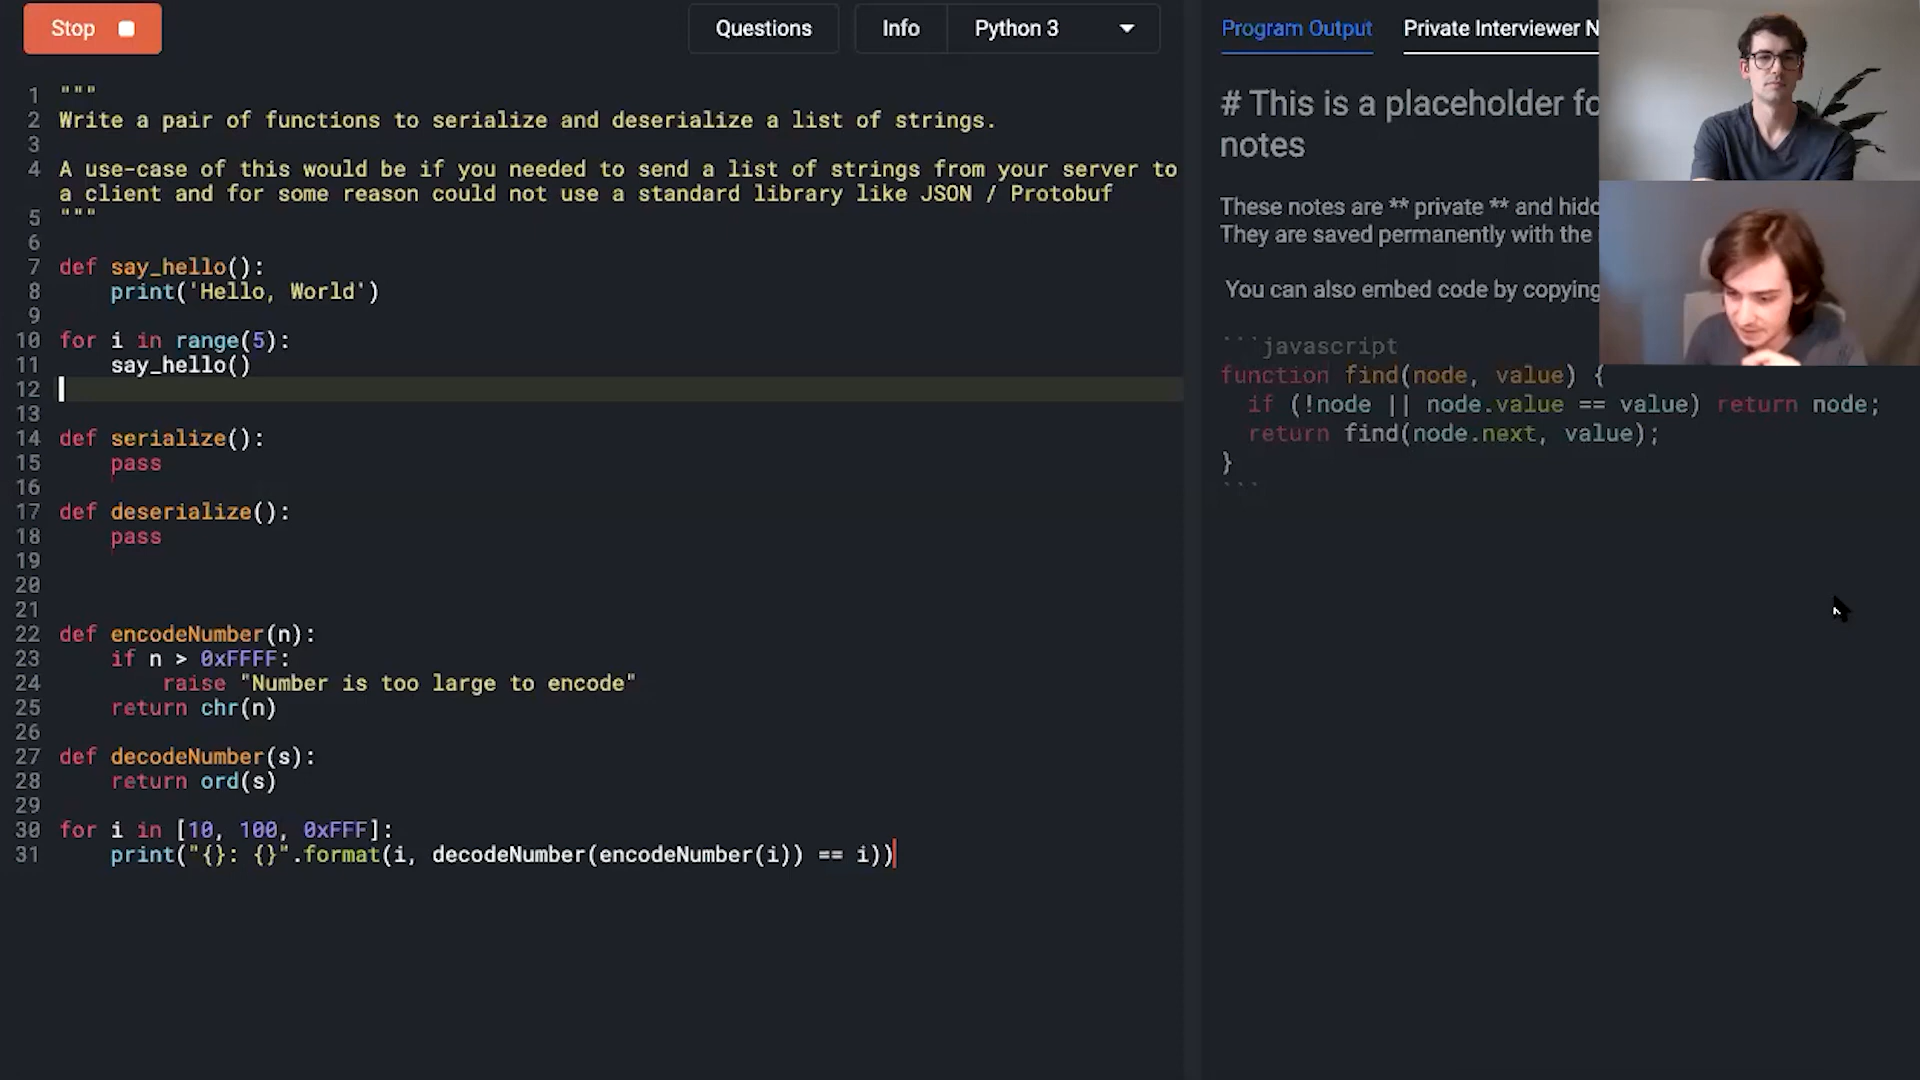 Stop
Questions
Info
Python 3
Program Output
Private Interviewer N
1 """
2 Write a pair of functions to serialize and deserialize a list of strings.
3
4 A use-case of this would be if you needed to send a list of strings from your server to
a client and for some reason could not use a standard library like JSON / Protobuf
5 """
6
7 def say_hello():
8     print('Hello, World')
9
10 for i in range(5):
11     say_hello()
12
13
14 def serialize():
15     pass
16
17 def deserialize():
18     pass
19
20
21
22 def encodeNumber(n):
23     if n > 0xFFFF:
24         raise "Number is too large to encode"
25     return chr(n)
26
27 def decodeNumber(s):
28     return ord(s)
29
30 for i in [10, 100, 0xFFF]:
31     print("{}: {}".format(i, decodeNumber(encodeNumber(i)) == i))
# This is a placeholder fo
notes
These notes are ** private ** and hidd
They are saved permanently with the
You can also embed code by copying
```javascript
function find(node, value) {
  if (!node || node.value == value) return node;
  return find(node.next, value);
}
```